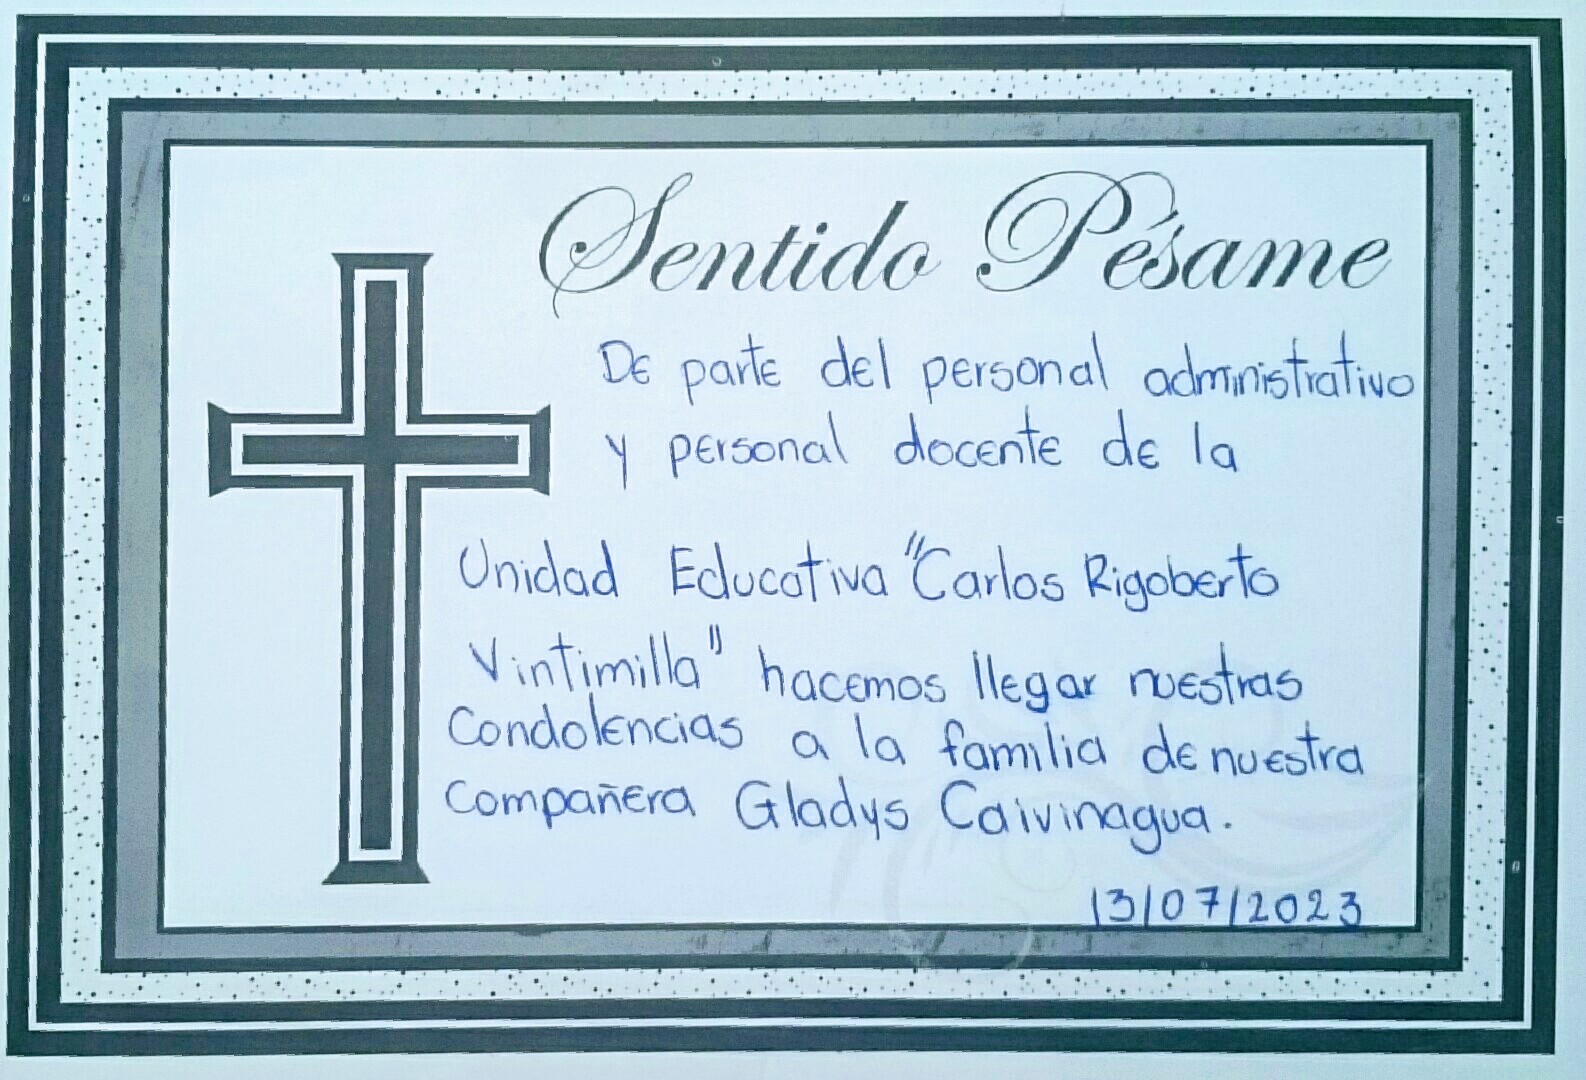 Sentido Pésame
De parte del personal administrativo
y personal docente de la
Unidad Educativa "Carlos Rigoberto
Vintimilla" hacemos llegar nuestras
Condolencias a la familia de nuestra
Compañera Gladys Caivinagua.
13/07/2023